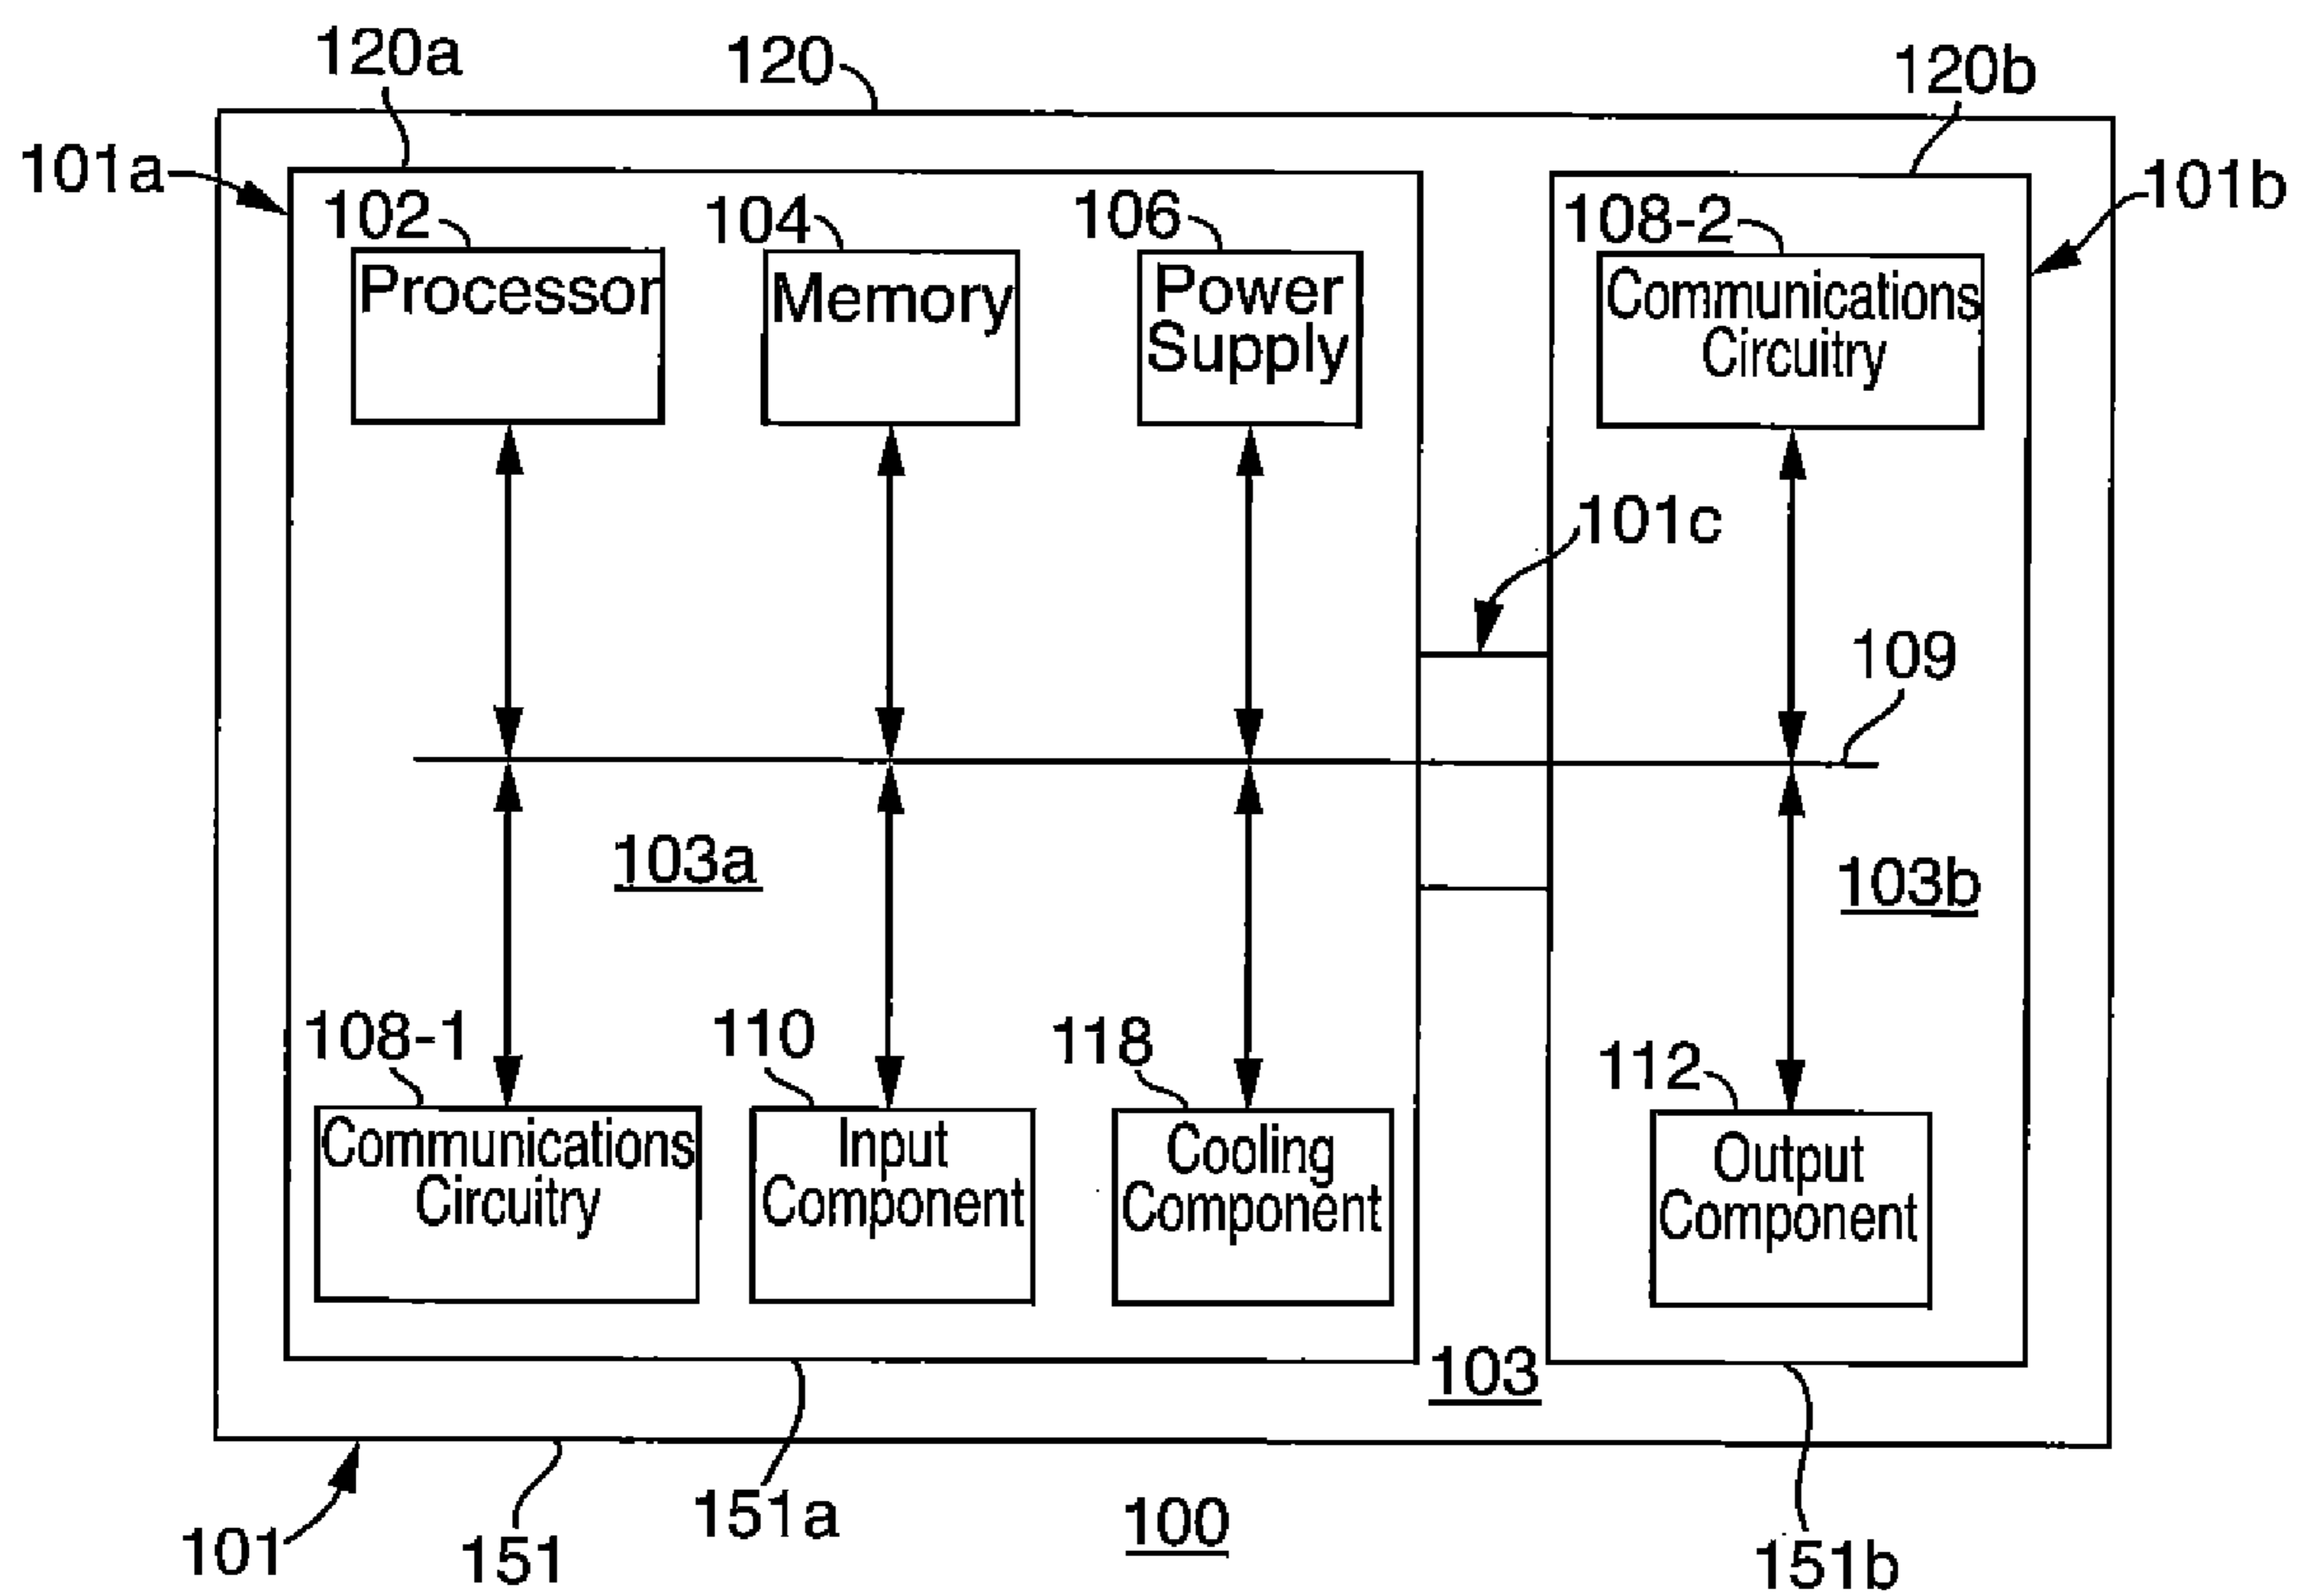 120a
120
120b
101a
101b
102
104
106
108-2
Processor
Memory
Power
Supply
Communications
Circuitry
101c
109
103a
103b
108-1
110
118
112
Communications
Circuitry
Input
Component
Cooling
Component
Output
Component
103
101
151
151a
100
151b